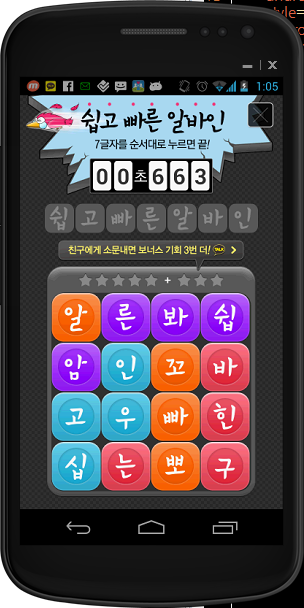 1:05
쉽고 빠른 알바인
7글자를 순서대로 누르면 끝!
00초663
쉽고빠른알바인
친구에게 소문내면 보너스 기회 3번 더! TALK >
+
알 른 봐 쉽
암 인 꼬 바
고 우 빠 힌
십 는 뽀 구